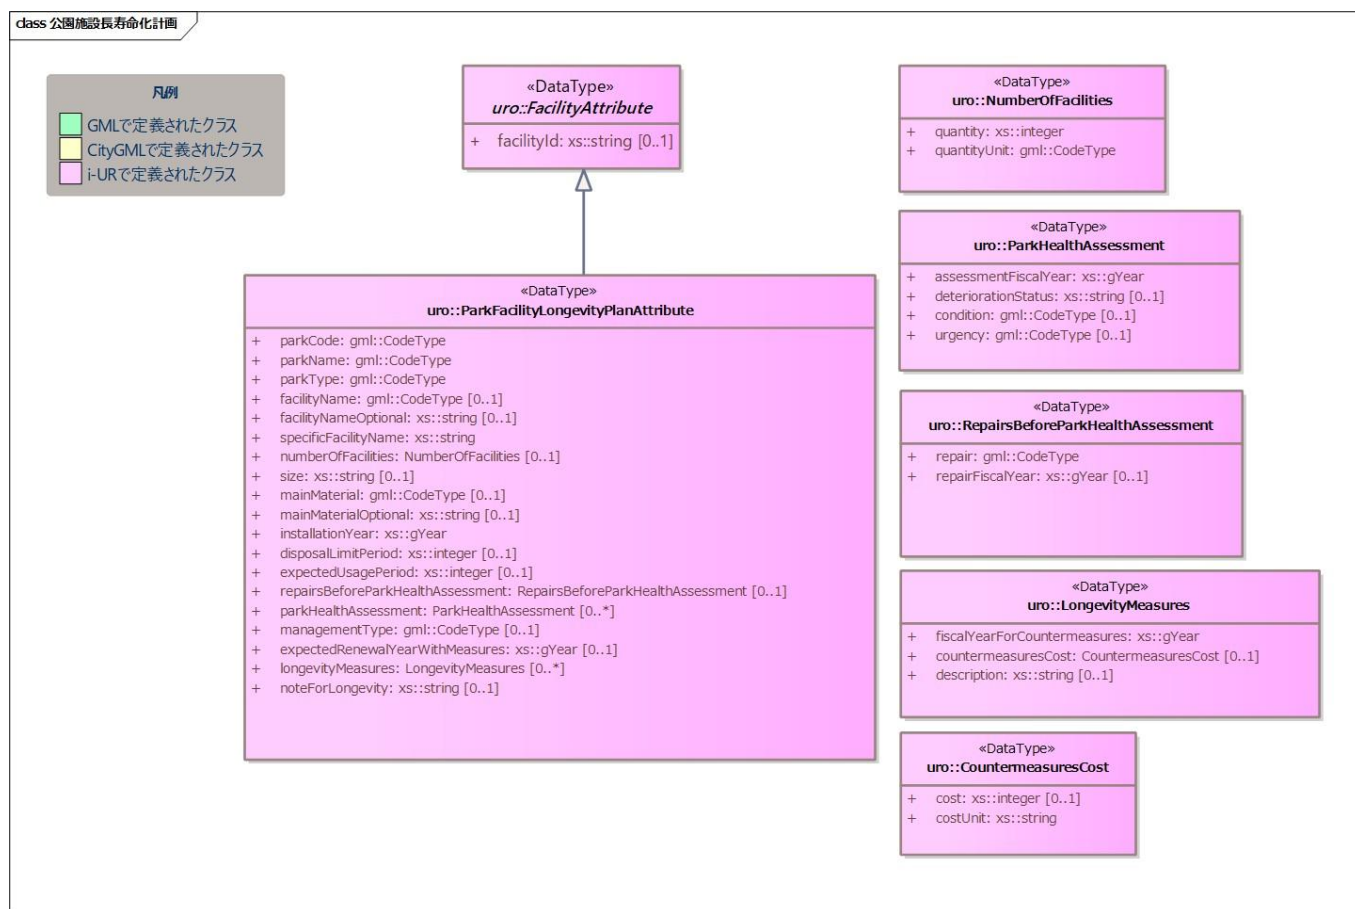 class 公園施設長寿命化計画
凡例
GMLで定義されたクラス
CityGMLで定義されたクラス
i-URで定義されたクラス
«DataType»
uro::FacilityAttribute
+ facilityId: xs::string [0..1]
«DataType»
uro::ParkFacilityLongevityPlanAttribute
+ parkCode: gml::CodeType
+ parkName: gml::CodeType
+ parkType: gml::CodeType
+ facilityName: gml::CodeType [0..1]
+ facilityNameOptional: xs::string [0..1]
+ specificFacilityName: xs::string
+ numberOfFacilities: NumberOfFacilities [0..1]
+ size: xs::string [0..1]
+ mainMaterial: gml::CodeType [0..1]
+ mainMaterialOptional: xs::string [0..1]
+ installationYear: xs::gYear
+ disposalLimitPeriod: xs::integer [0..1]
+ expectedUsagePeriod: xs::integer [0..1]
+ repairsBeforeParkHealthAssessment: RepairsBeforeParkHealthAssessment [0..1]
+ parkHealthAssessment: ParkHealthAssessment [0..*]
+ managementType: gml::CodeType [0..1]
+ expectedRenewalYearWithMeasures: xs::gYear [0..1]
+ longevityMeasures: LongevityMeasures [0..*]
+ noteForLongevity: xs::string [0..1]
«DataType»
uro::NumberOfFacilities
+ quantity: xs::integer
+ quantityUnit: gml::CodeType
«DataType»
uro::ParkHealthAssessment
+ assessmentFiscalYear: xs::gYear
+ deteriorationStatus: xs::string [0..1]
+ condition: gml::CodeType [0..1]
+ urgency: gml::CodeType [0..1]
«DataType»
uro::RepairsBeforeParkHealthAssessment
+ repair: gml::CodeType
+ repairFiscalYear: xs::gYear [0..1]
«DataType»
uro::LongevityMeasures
+ fiscalYearForCountermeasures: xs::gYear
+ countermeasuresCost: CountermeasuresCost [0..1]
+ description: xs::string [0..1]
«DataType»
uro::CountermeasuresCost
+ cost: xs::integer [0..1]
+ costUnit: xs::string